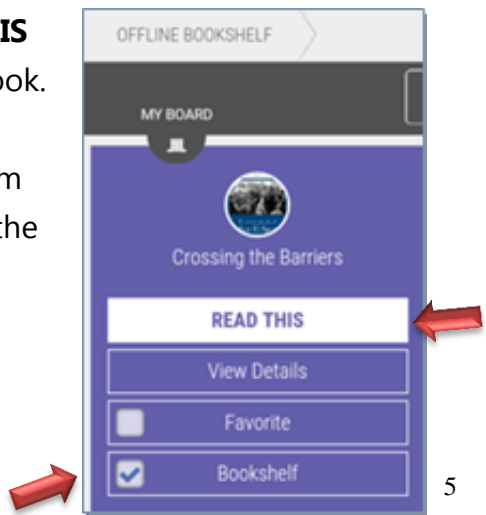 IS
ook.
m
the
OFFLINE BOOKSHELF
MY BOARD
Crossing the Barriers
READ THIS
View Details
Favorite
Bookshelf
5